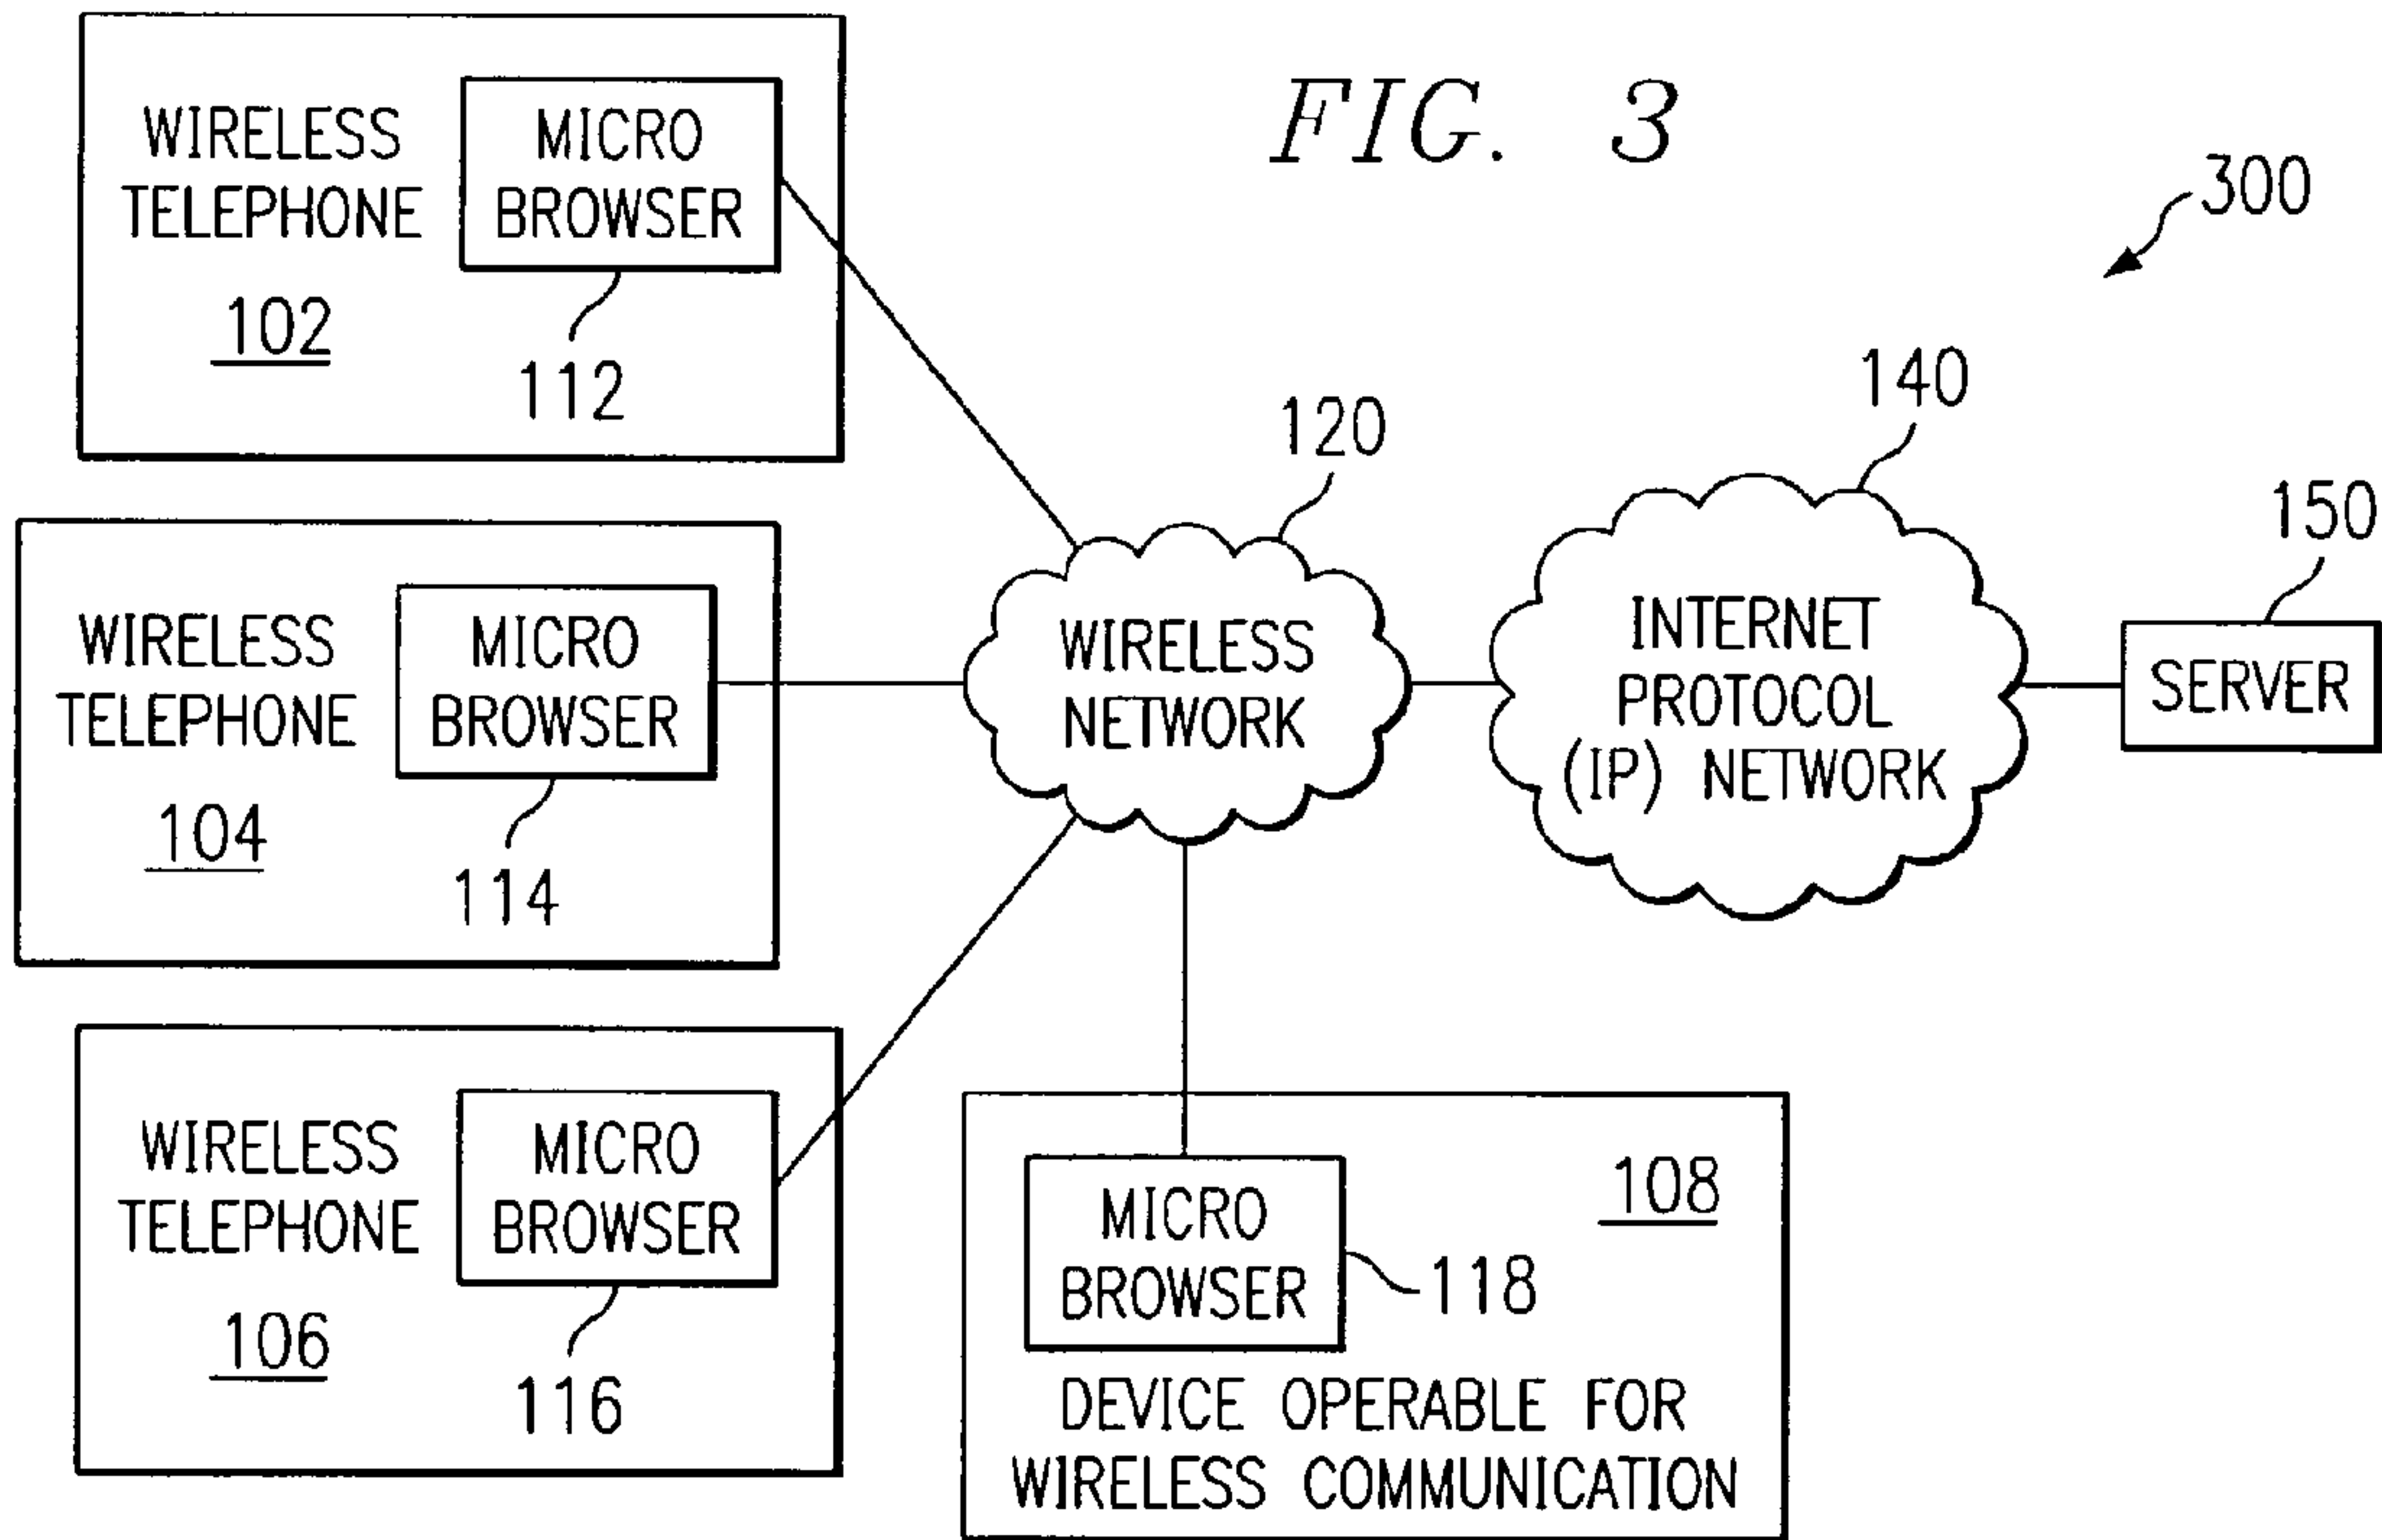 FIG. 3
300
WIRELESS
TELEPHONE
102
MICRO
BROWSER
112
WIRELESS
TELEPHONE
104
MICRO
BROWSER
114
WIRELESS
TELEPHONE
106
MICRO
BROWSER
116
120
WIRELESS
NETWORK
140
INTERNET
PROTOCOL
(IP) NETWORK
150
SERVER
108
MICRO
BROWSER
118
DEVICE OPERABLE FOR
WIRELESS COMMUNICATION